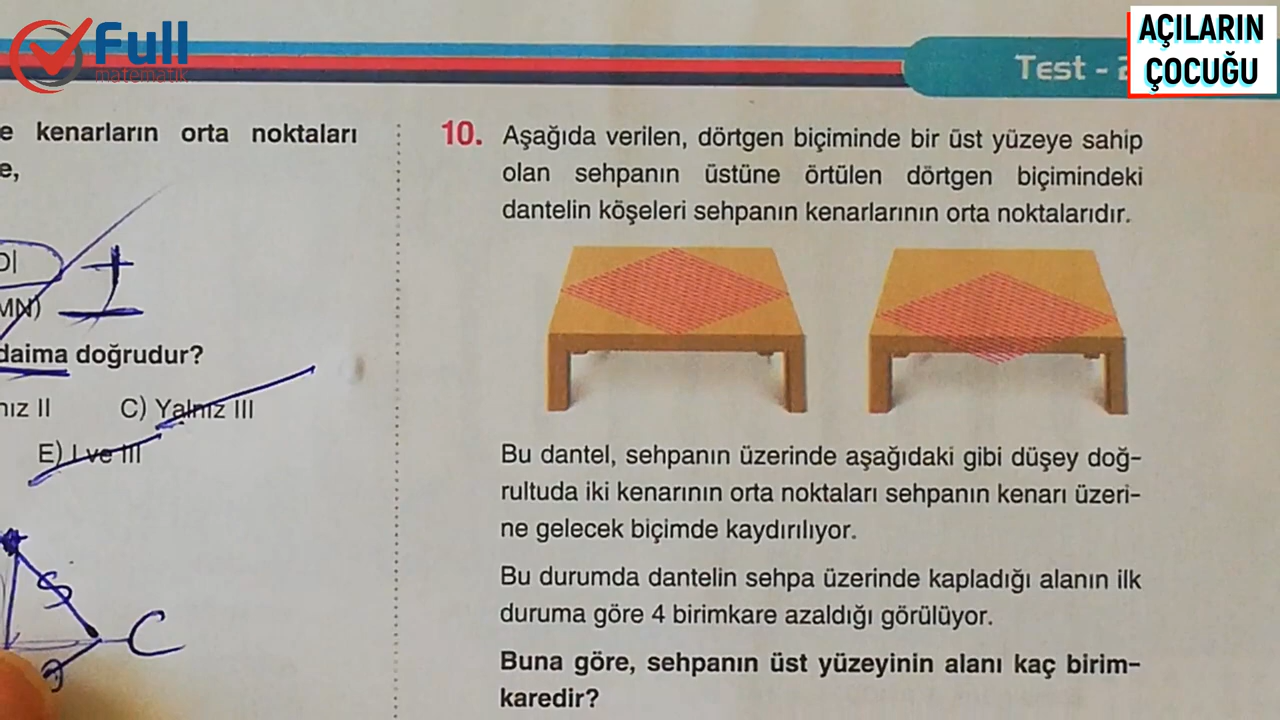 Full
matematik
AÇILARIN
ÇOCUĞU
Test -
e kenarların orta noktaları
e,
MN)
daima doğrudur?
nız II C) Yalnız III
E) I ve III
S
C
10. Aşağıda verilen, dörtgen biçiminde bir üst yüzeye sahip
olan sehpanın üstüne örtülen dörtgen biçimindeki
dantelin köşeleri sehpanın kenarlarının orta noktalarıdır.
Bu dantel, sehpanın üzerinde aşağıdaki gibi düşey doğ-
rultuda iki kenarının orta noktaları sehpanın kenarı üzeri-
ne gelecek biçimde kaydırılıyor.
Bu durumda dantelin sehpa üzerinde kapladığı alanın ilk
duruma göre 4 birimkare azaldığı görülüyor.
Buna göre, sehpanın üst yüzeyinin alanı kaç birim-
karedir?